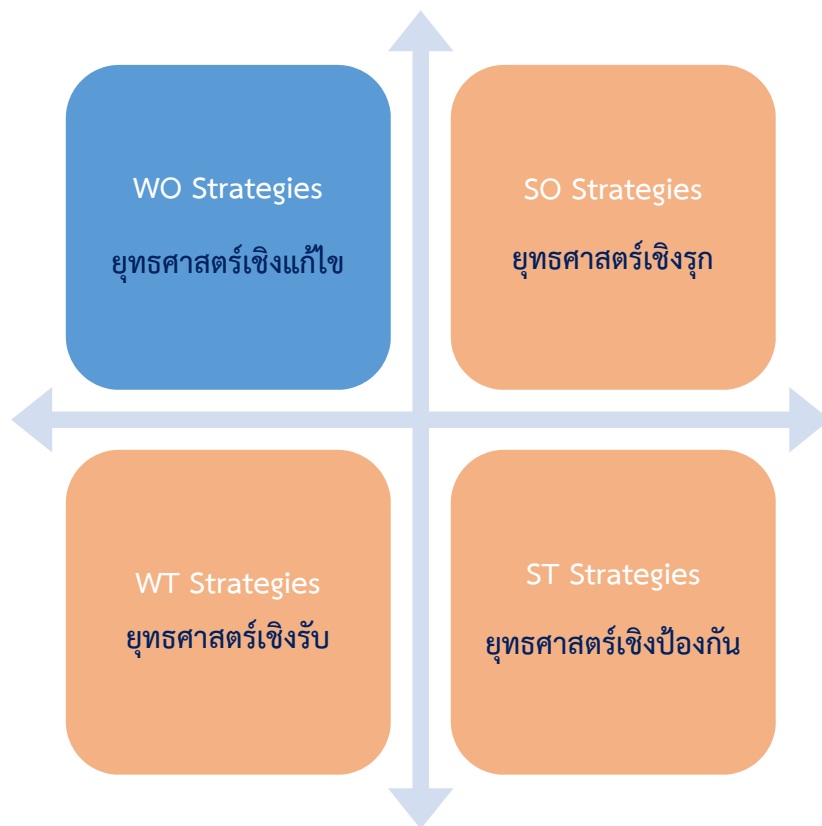 WO Strategies
ยุทธศาสตร์เชิงแก้ไข
SO Strategies
ยุทธศาสตร์เชิงรุก
WT Strategies
ยุทธศาสตร์เชิงรับ
ST Strategies
ยุทธศาสตร์เชิงป้องกัน